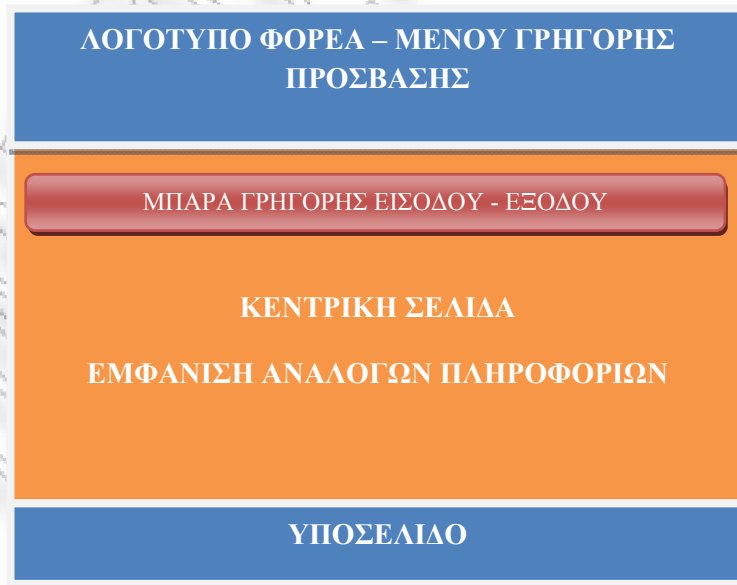 ΛΟΓΟΤΥΠΟ ΦΟΡΕΑ – ΜΕΝΟΥ ΓΡΗΓΟΡΗΣ
ΠΡΟΣΒΑΣΗΣ
ΜΠΑΡΑ ΓΡΗΓΟΡΗΣ ΕΙΣΟΔΟΥ - ΕΞΟΔΟΥ
ΚΕΝΤΡΙΚΗ ΣΕΛΙΔΑ
ΕΜΦΑΝΙΣΗ ΑΝΑΛΟΓΩΝ ΠΛΗΡΟΦΟΡΙΩΝ
ΥΠΟΣΕΛΙΔΟ